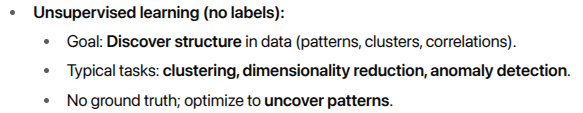 • Unsupervised learning (no labels):
• Goal: Discover structure in data (patterns, clusters, correlations).
• Typical tasks: clustering, dimensionality reduction, anomaly detection.
• No ground truth; optimize to uncover patterns.